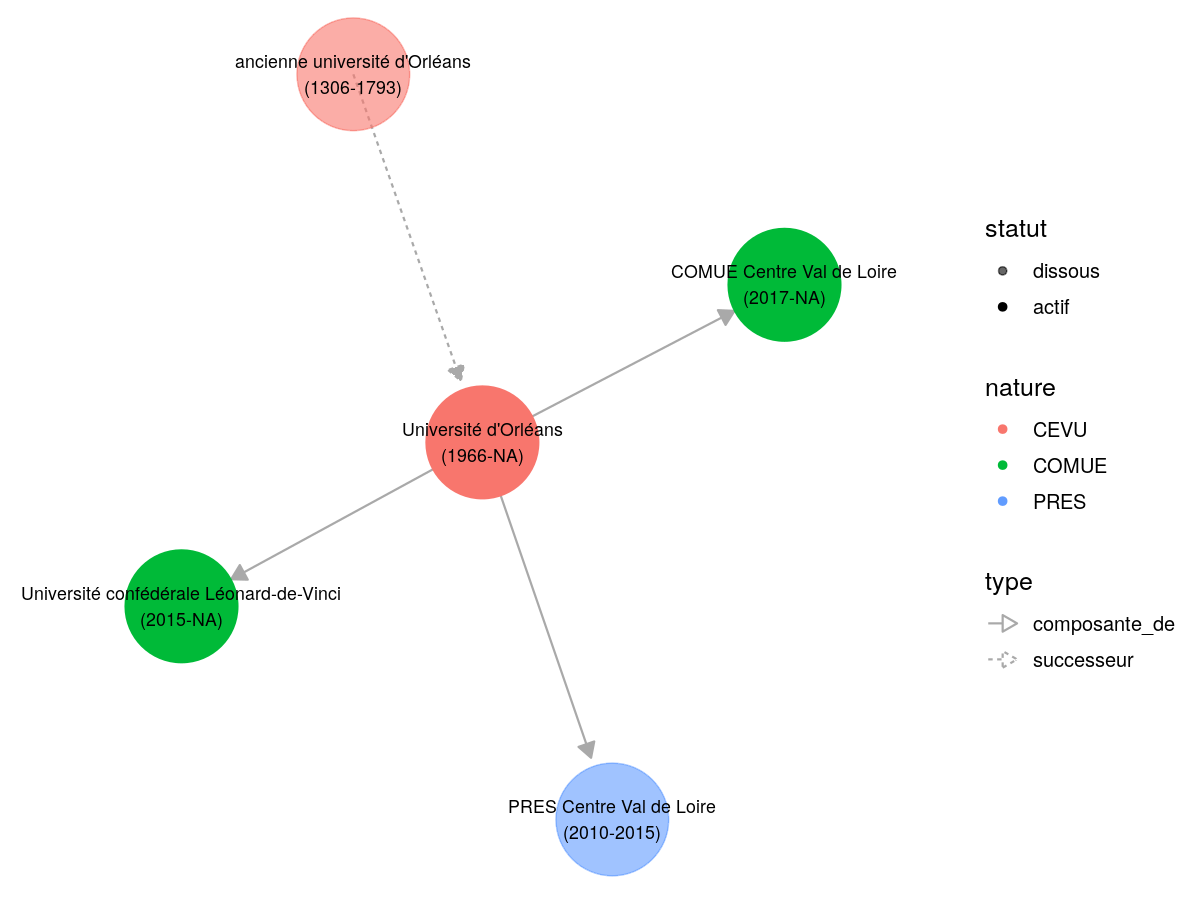 ancienne université d'Orléans
(1306-1793)
COMUE Centre Val de Loire
(2017-NA)
Université d'Orléans
(1966-NA)
Université confédérale Léonard-de-Vinci
(2015-NA)
PRES Centre Val de Loire
(2010-2015)
statut
dissous
actif
nature
CEVU
COMUE
PRES
type
composante_de
successeur